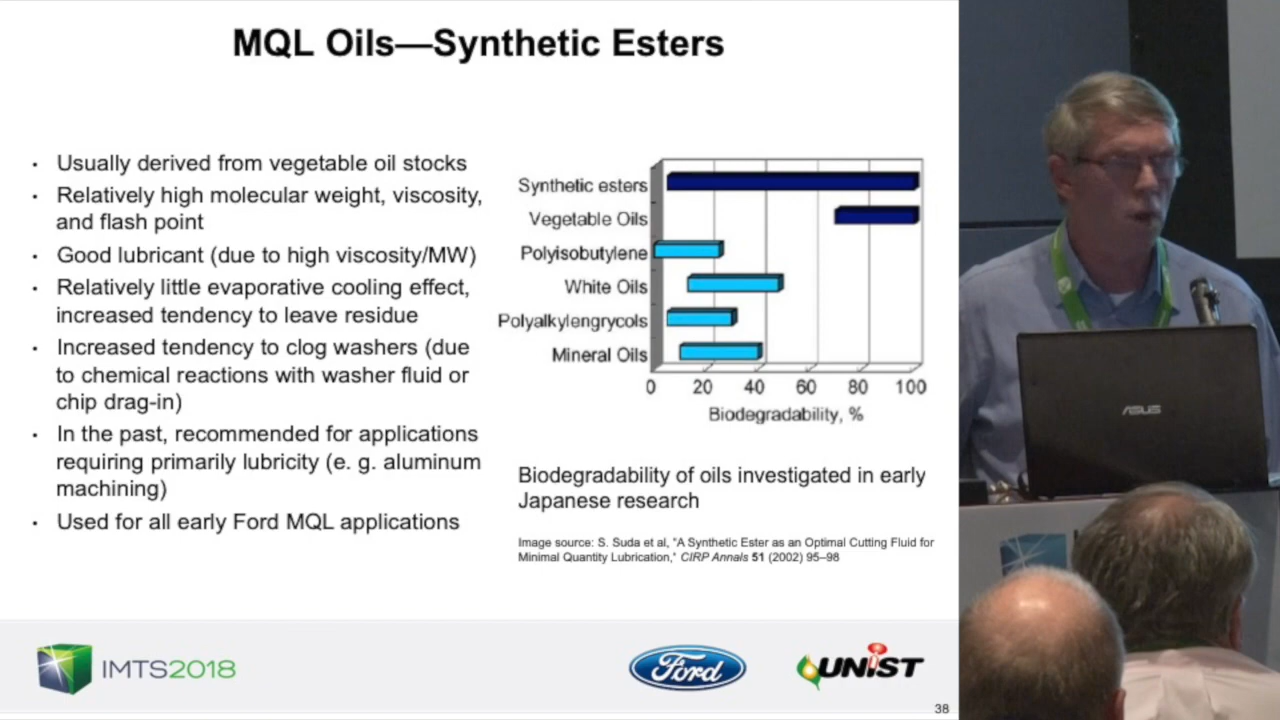 MQL Oils—Synthetic Esters
• Usually derived from vegetable oil stocks
• Relatively high molecular weight, viscosity,
and flash point
• Good lubricant (due to high viscosity/MW)
• Relatively little evaporative cooling effect,
increased tendency to leave residue
• Increased tendency to clog washers (due
to chemical reactions with washer fluid or
chip drag-in)
• In the past, recommended for applications
requiring primarily lubricity (e. g. aluminum
machining)
• Used for all early Ford MQL applications
Synthetic esters
Vegetable Oils
Polyisobutylene
White Oils
Polyalkylengrycols
Mineral Oils
0 20 40 60 80 100
Biodegradability, %
Biodegradability of oils investigated in early
Japanese research
Image source: S. Suda et al, "A Synthetic Ester as an Optimal Cutting Fluid for
Minimal Quantity Lubrication," CIRP Annals 51 (2002) 95–98
IMTS2018
Ford
UNIST
38
ASUS